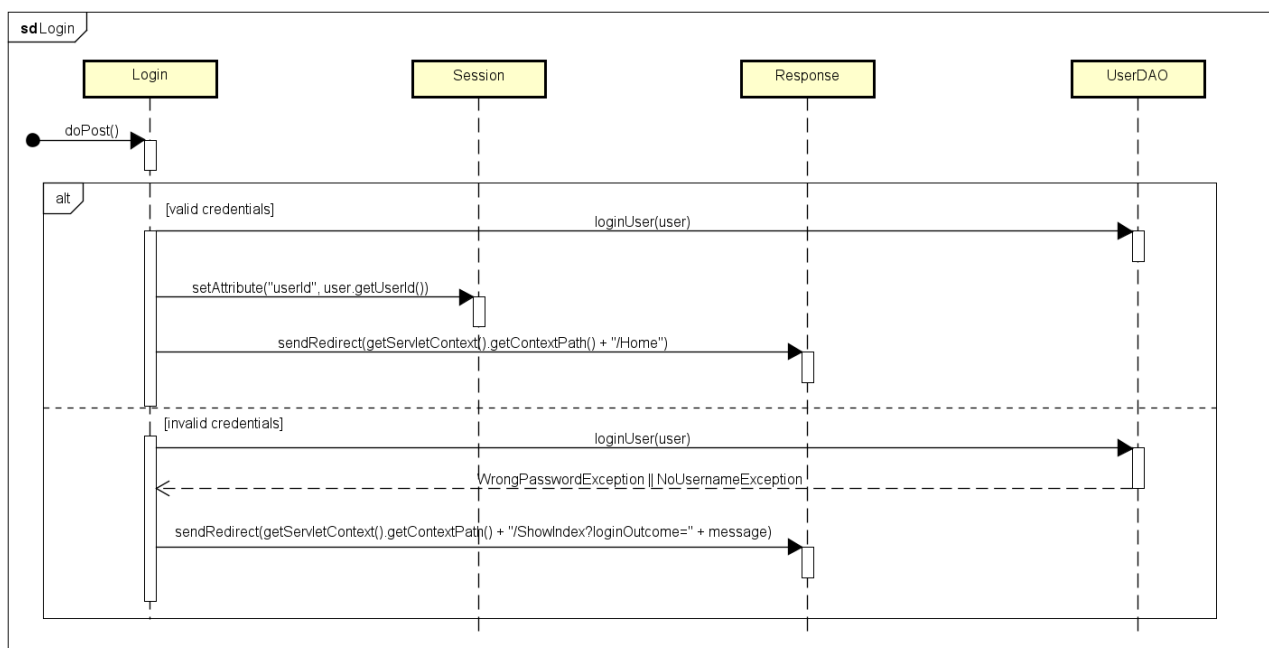 sd Login
Login
Session
Response
UserDAO
doPost()
alt
[valid credentials]
loginUser(user)
setAttribute("userId", user.getUserId())
sendRedirect(getServletContext().getContextPath() + "/Home")
[invalid credentials]
loginUser(user)
WrongPasswordException || NoUsernameException
sendRedirect(getServletContext().getContextPath() + "/ShowIndex?loginOutcome=" + message)